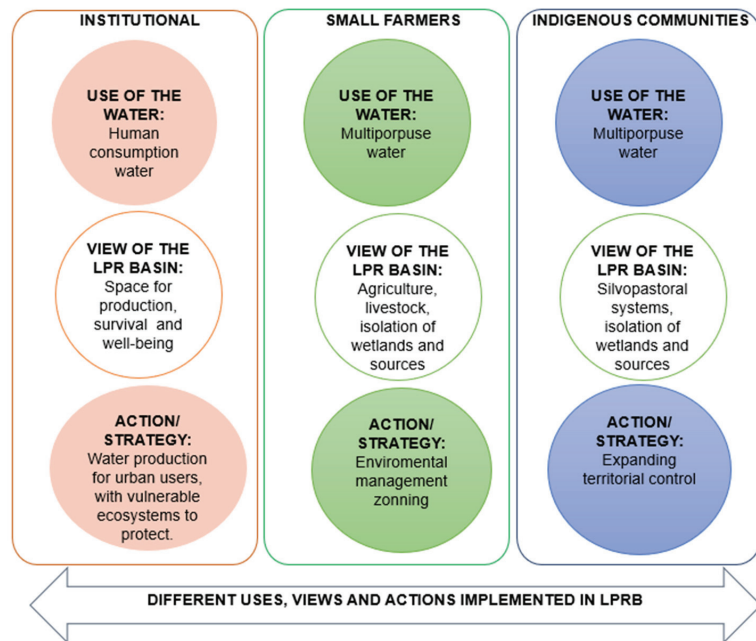 INSTITUTIONAL
USE OF THE
WATER:
Human
consumption
water
VIEW OF THE
LPR BASIN:
Space for
production,
survival and
well-being
ACTION/
STRATEGY:
Water production
for urban users,
with vulnerable
ecosystems to
protect.
SMALL FARMERS
USE OF THE
WATER:
Multiporpuse
water
VIEW OF THE
LPR BASIN:
Agriculture,
livestock,
isolation of
wetlands and
sources
ACTION/
STRATEGY:
Enviromental
management
zonning
INDIGENOUS COMMUNITIES
USE OF THE
WATER:
Multiporpuse
water
VIEW OF THE
LPR BASIN:
Silvopastoral
systems,
isolation of
wetlands and
sources
ACTION/
STRATEGY:
Expanding
territorial control
DIFFERENT USES, VIEWS AND ACTIONS IMPLEMENTED IN LPRB